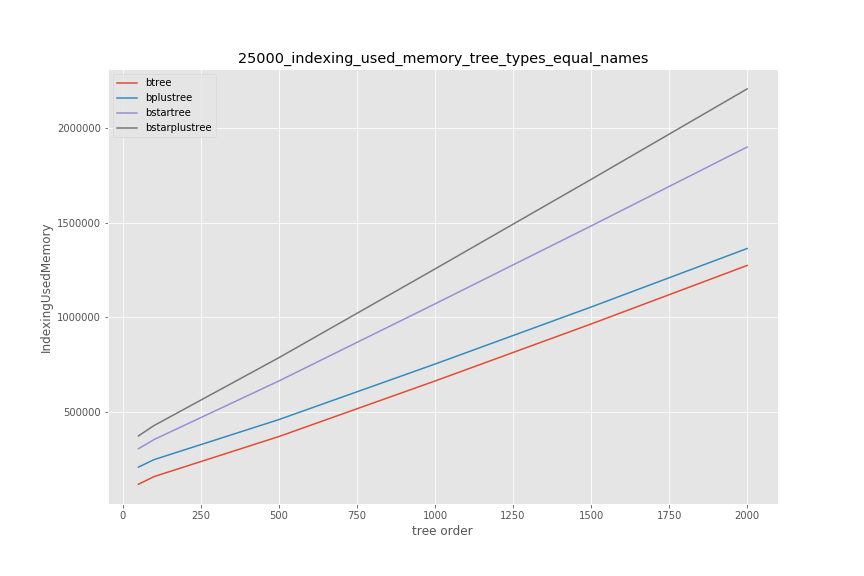 25000_indexing_used_memory_tree_types_equal_names
btree
bplustree
bstartree
bstarplustree
2000000
1500000
1000000
500000
IndexingUsedMemory
0 250 500 750 1000 1250 1500 1750 2000
tree order